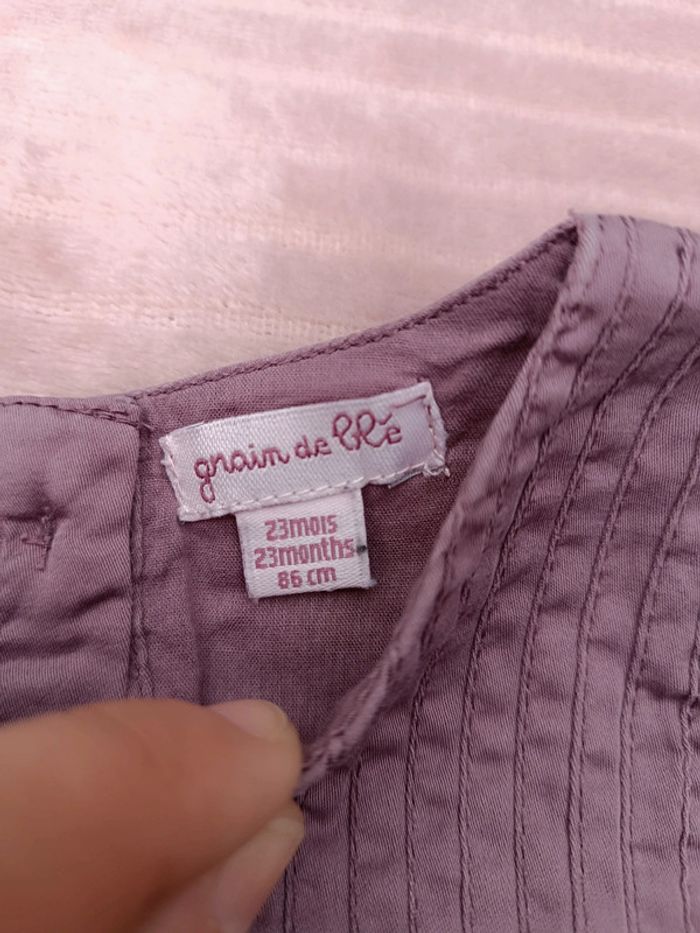 grain de blé
23mois
23months
86 cm